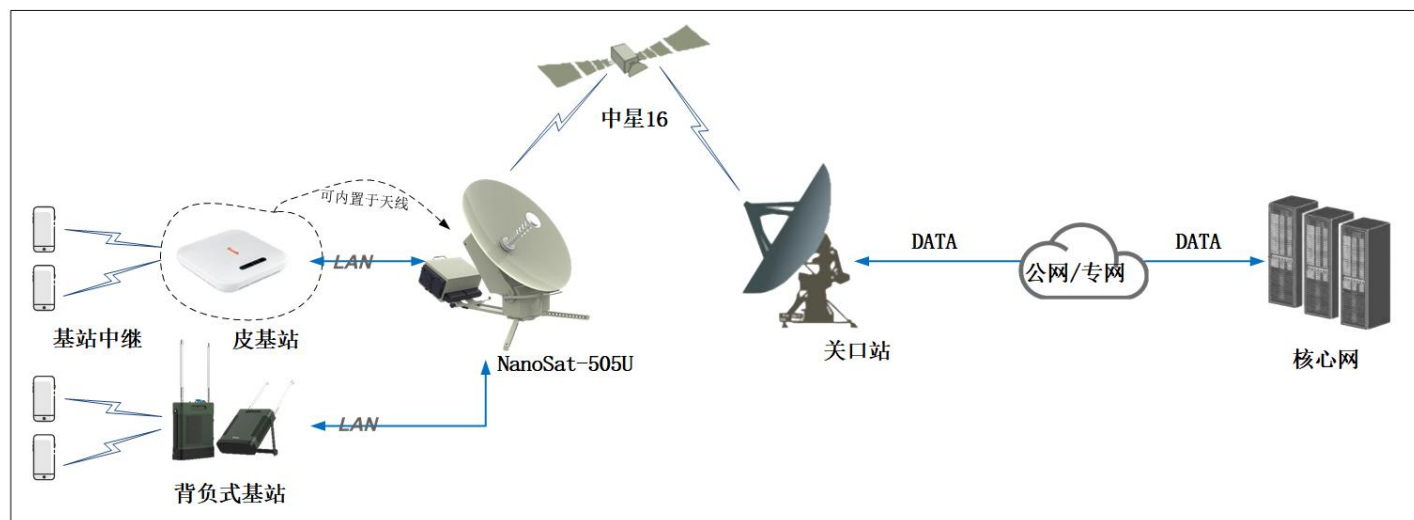 中星16
可内置于天线
LAN
DATA
DATA
公网/专网
基站中继
皮基站
NanoSat-505U
关口站
核心网
LAN
背负式基站